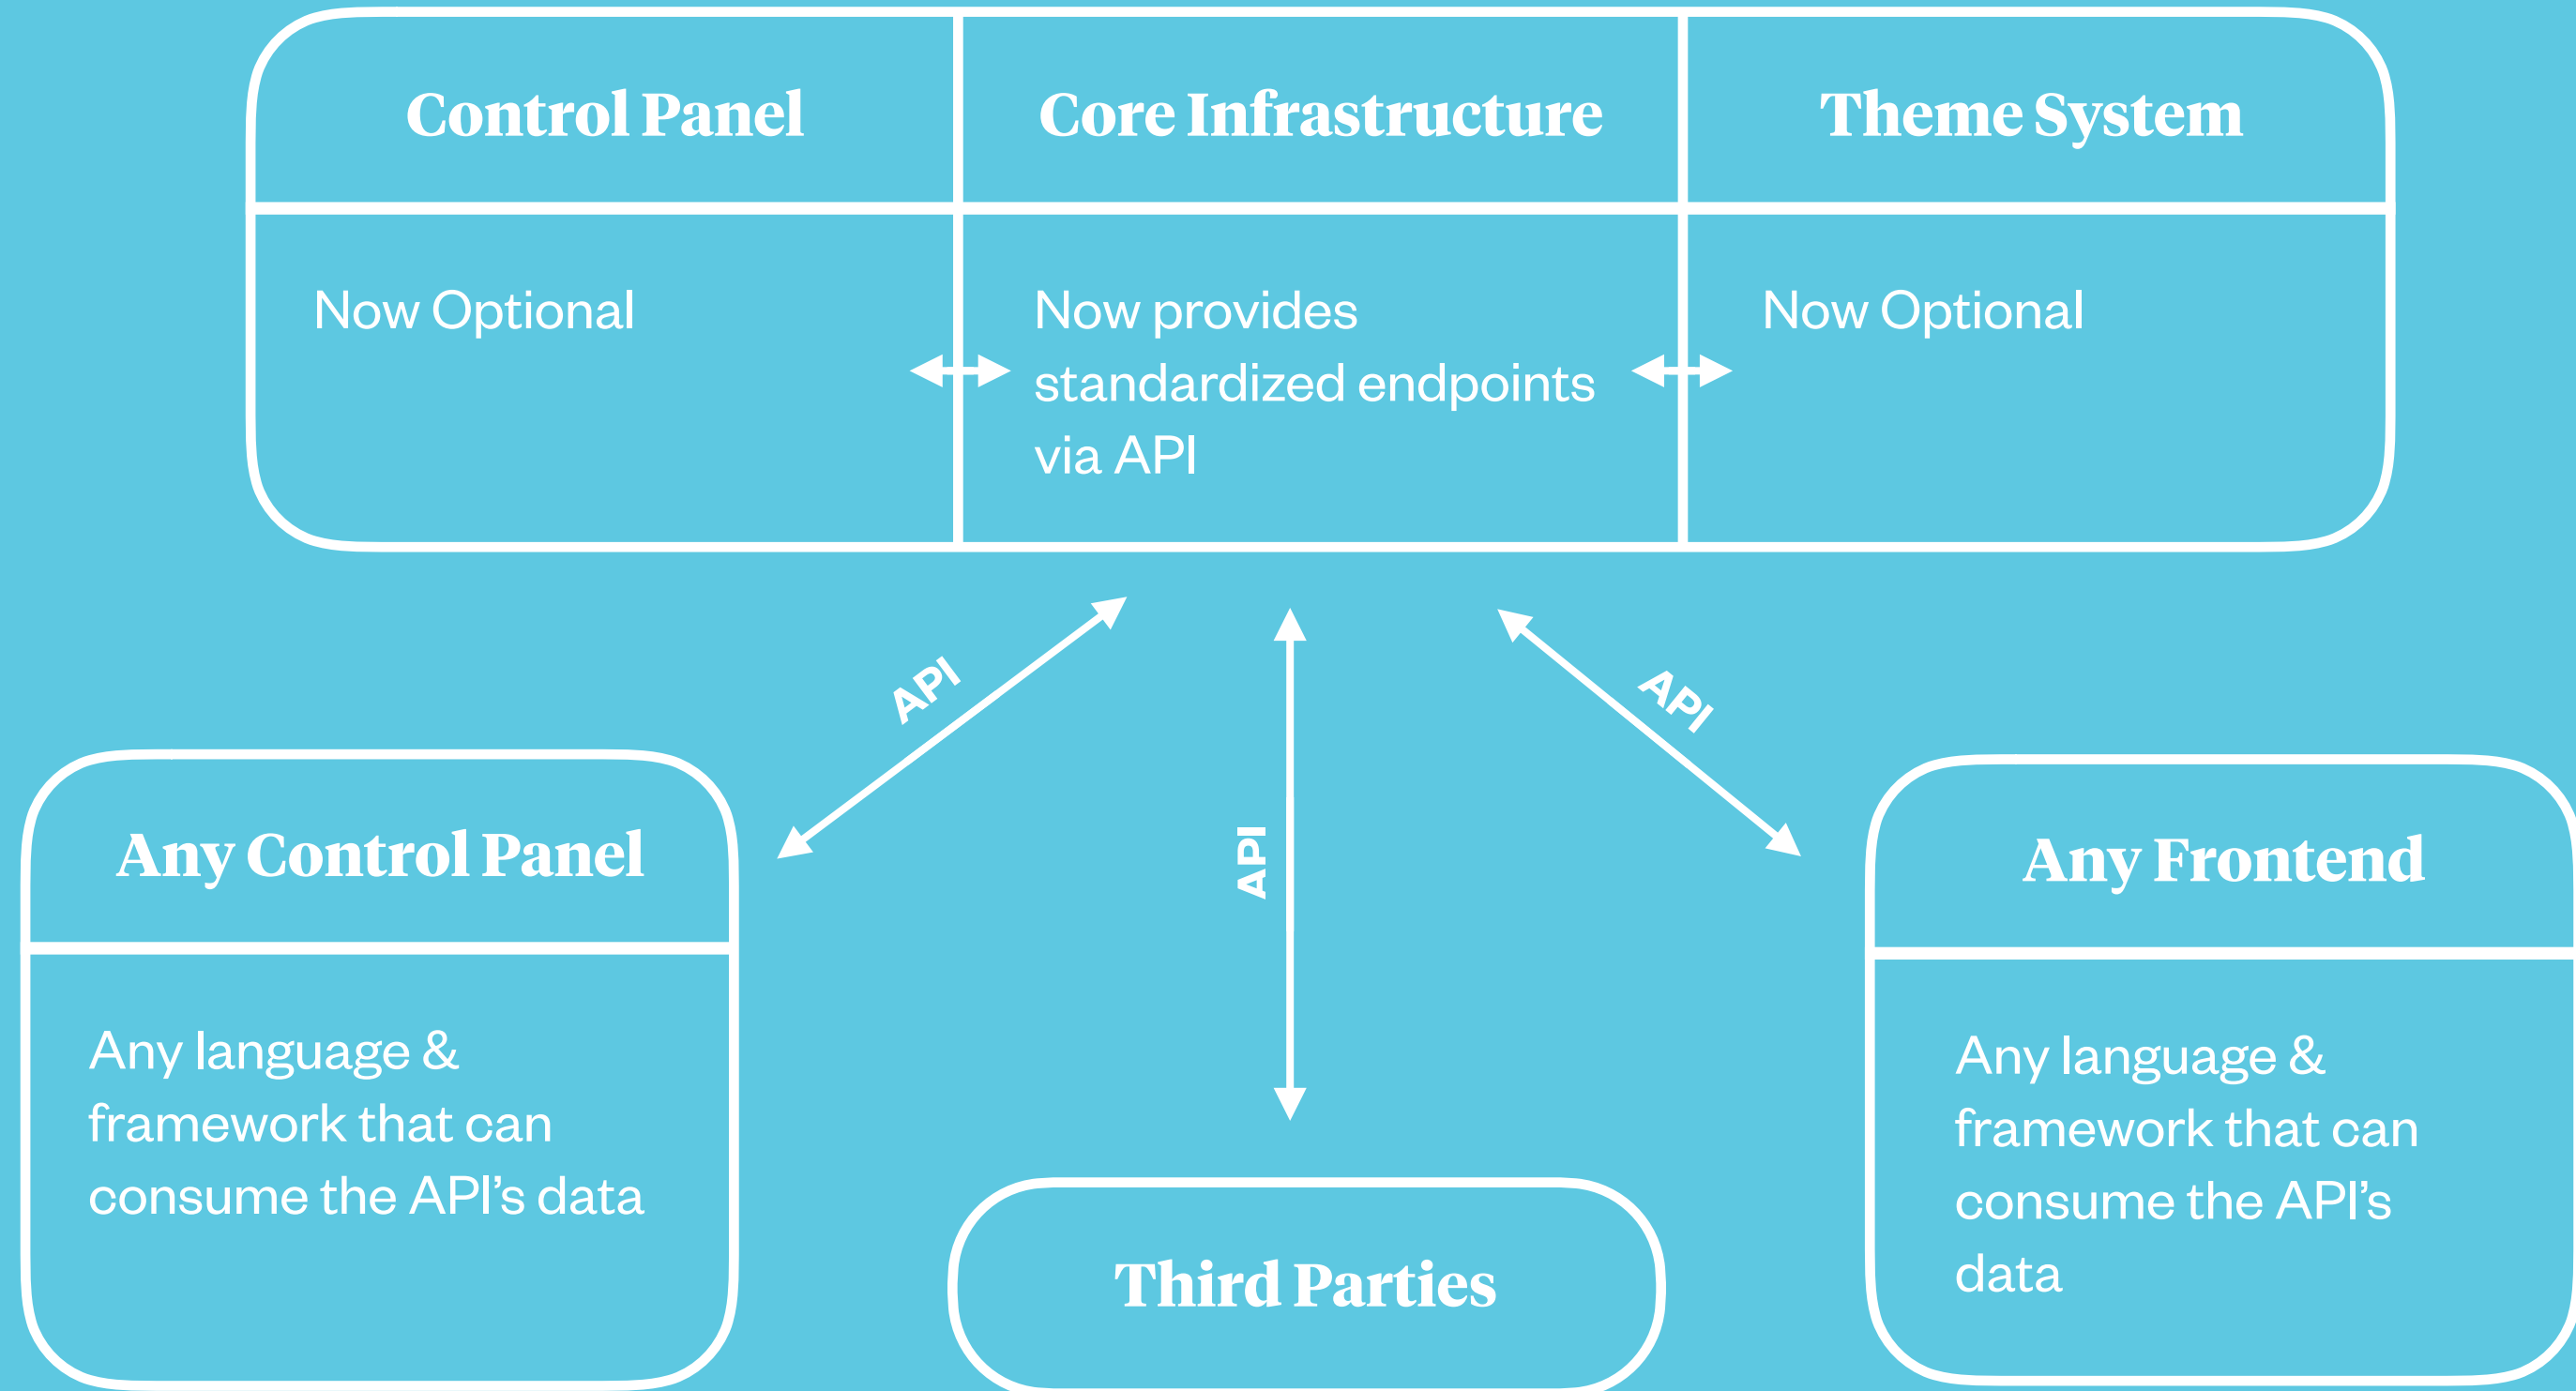 Control Panel
Core Infrastructure
Theme System
Now Optional
Now provides
standardized endpoints
via API
Now Optional
API
API
API
Any Control Panel
Any language &
framework that can
consume the API’s data
Third Parties
Any Frontend
Any language &
framework that can
consume the API’s
data